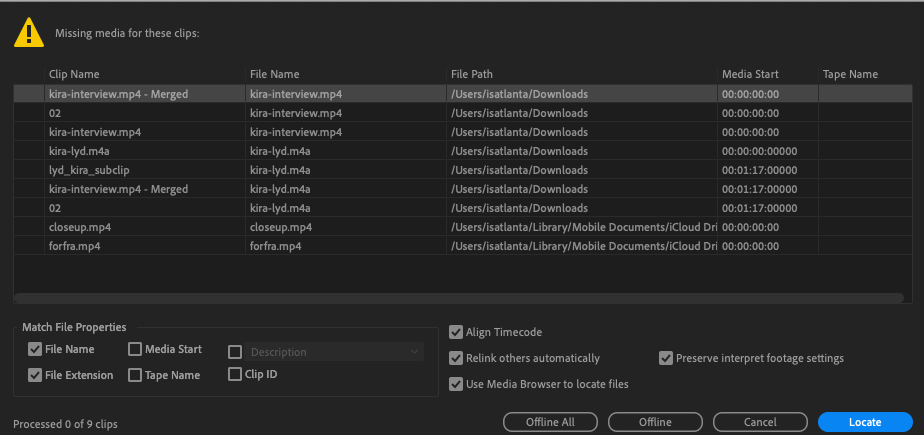 Missing media for these clips:
Clip Name File Name File Path Media Start Tape Name
kira-interview.mp4 - Merged kira-interview.mp4 /Users/isatlanta/Downloads 00:00:00:00
02 kira-interview.mp4 /Users/isatlanta/Downloads 00:00:00:00
kira-interview.mp4 kira-interview.mp4 /Users/isatlanta/Downloads 00:00:00:00
kira-lyd.m4a kira-lyd.m4a /Users/isatlanta/Downloads 00:00:00:00000
lyd_kira_subclip kira-lyd.m4a /Users/isatlanta/Downloads 00:01:17:00000
kira-interview.mp4 - Merged kira-lyd.m4a /Users/isatlanta/Downloads 00:01:17:00000
02 kira-lyd.m4a /Users/isatlanta/Downloads 00:01:17:00000
closeup.mp4 closeup.mp4 /Users/isatlanta/Library/Mobile Documents/iCloud Dri 00:00:00:00
forfra.mp4 forfra.mp4 /Users/isatlanta/Library/Mobile Documents/iCloud Dri 00:00:00:00
Match File Properties
File Name Media Start Description
File Extension Tape Name Clip ID
Align Timecode
Relink others automatically Preserve interpret footage settings
Use Media Browser to locate files
Processed 0 of 9 clips
Offline All Offline Cancel Locate